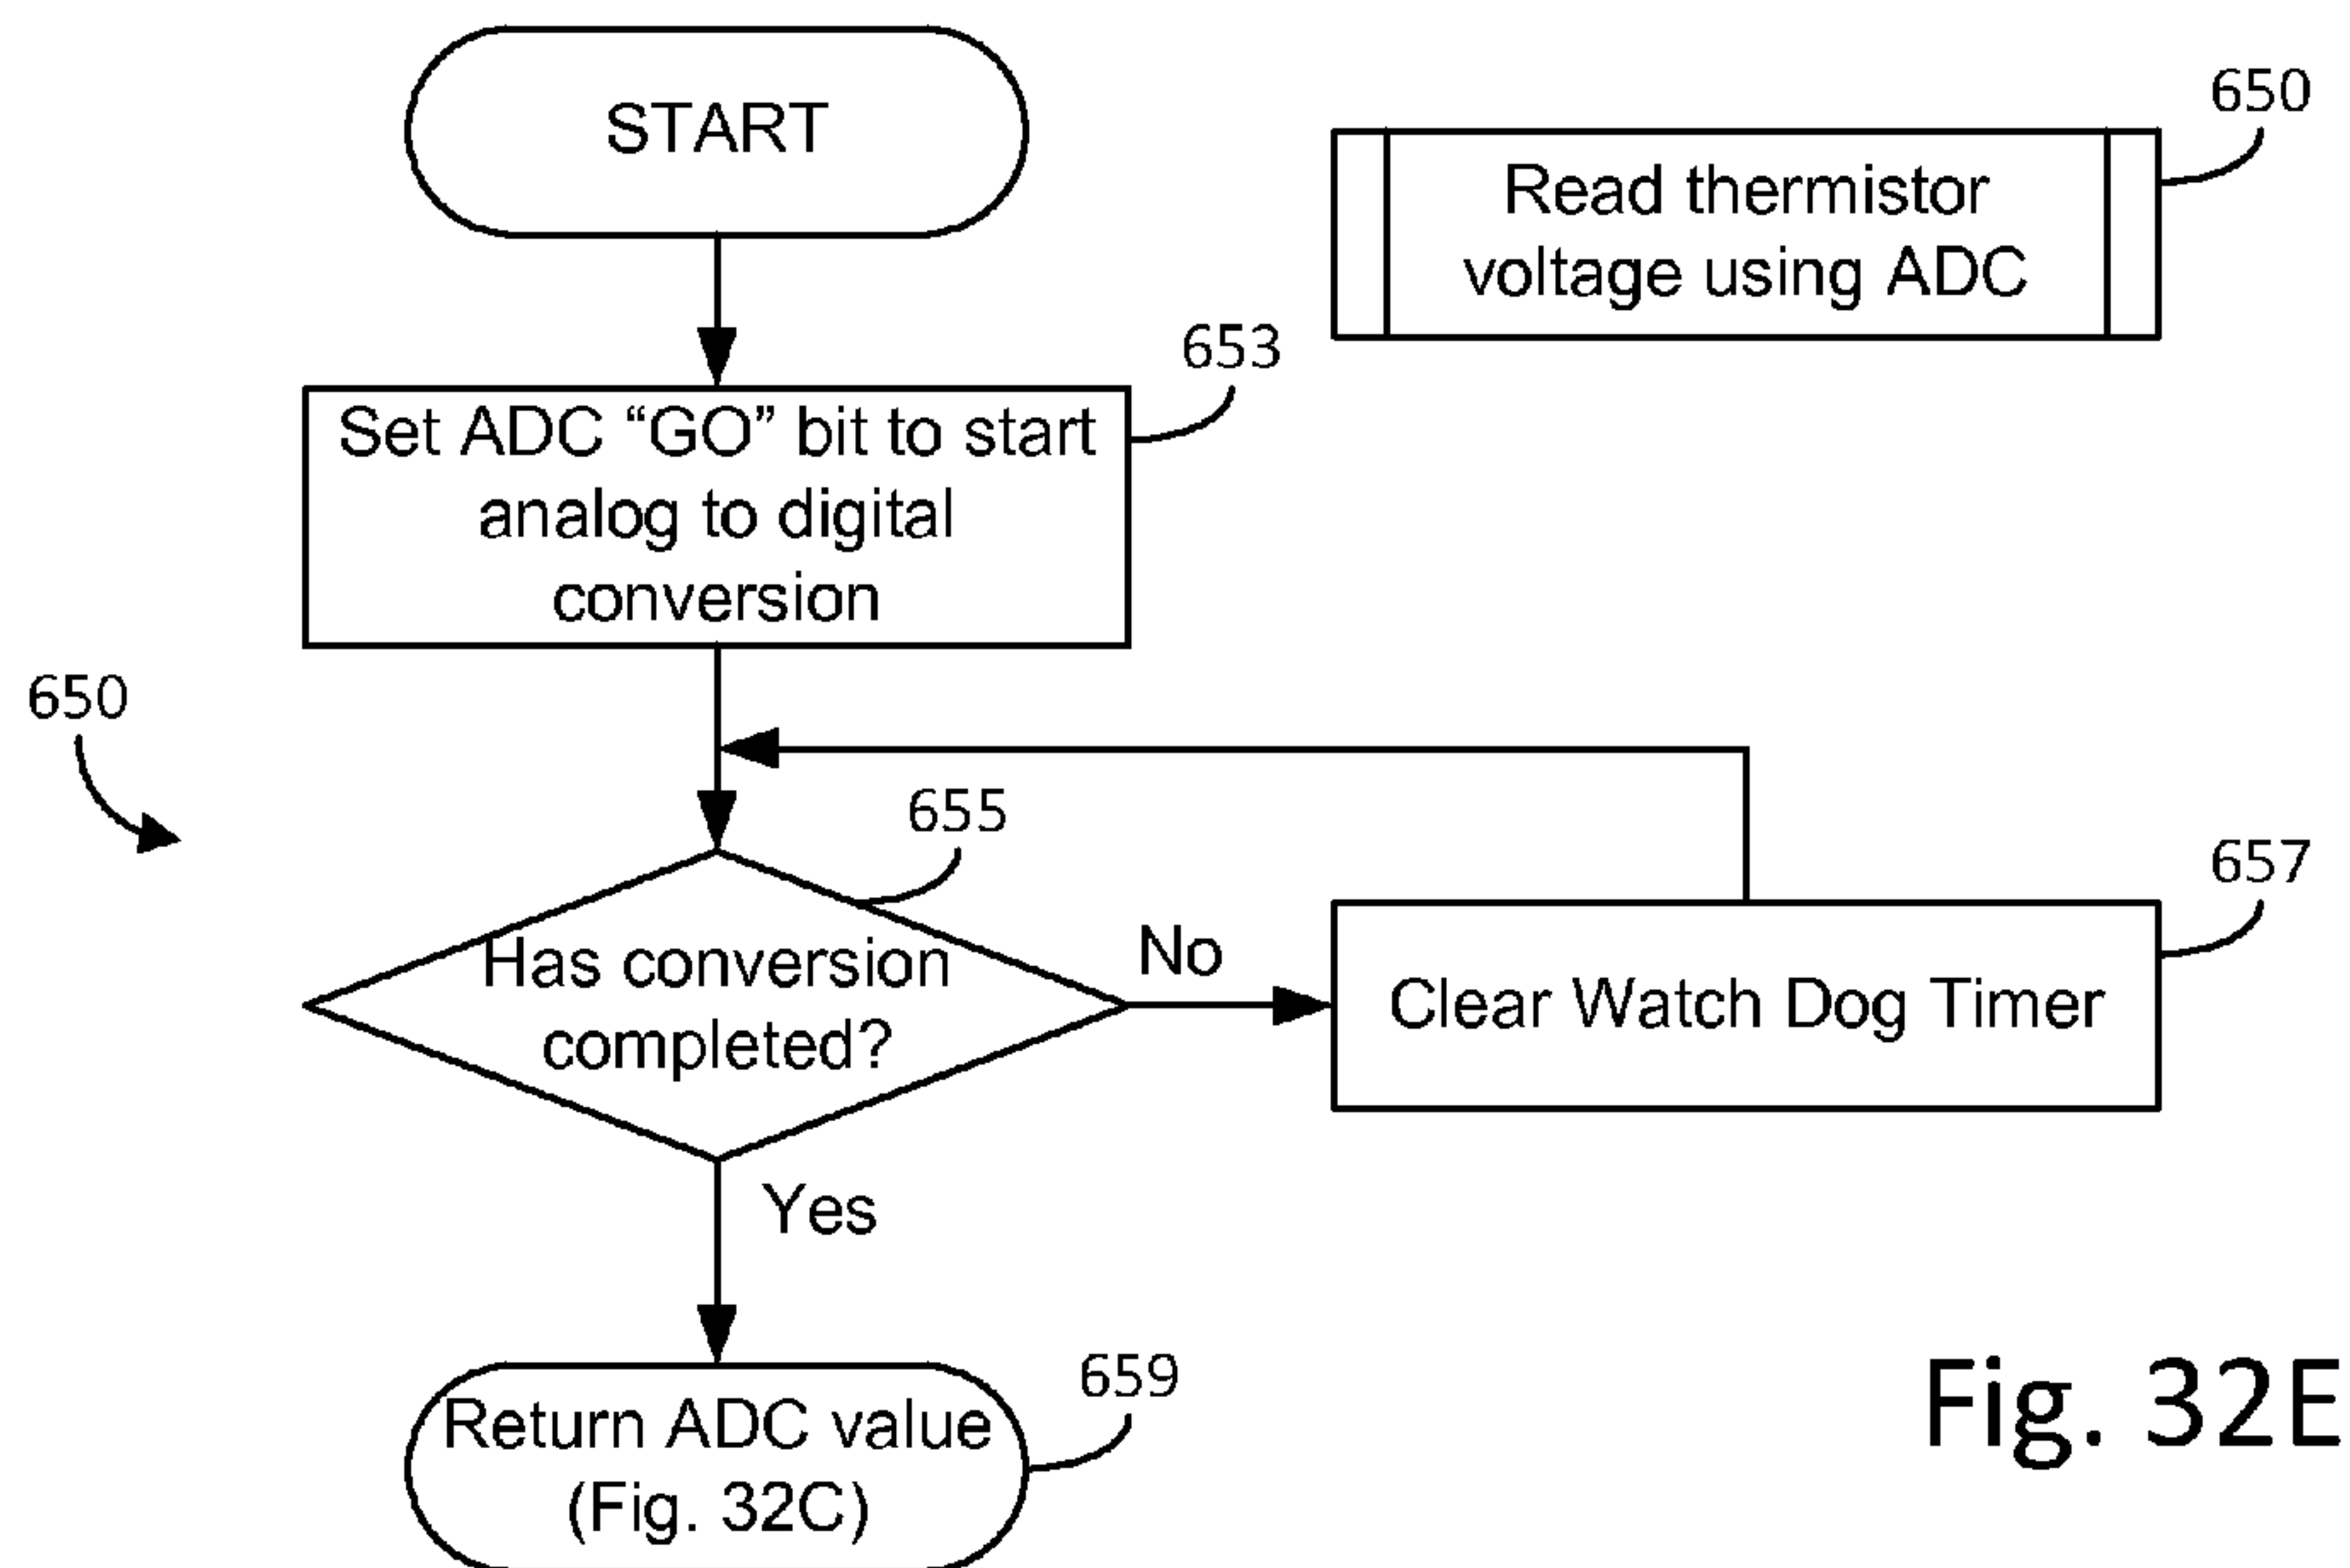 START
650
Read thermistor
voltage using ADC
653
Set ADC “GO” bit to start
analog to digital
conversion
650
655
Has conversion
completed?
No
657
Clear Watch Dog Timer
Yes
659
Return ADC value
(Fig. 32C)
Fig. 32E